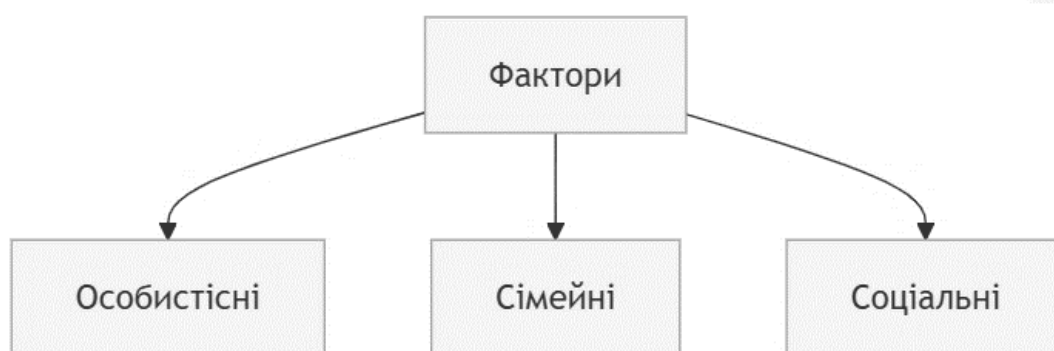 Фактори
Особистісні
Сімейні
Соціальні